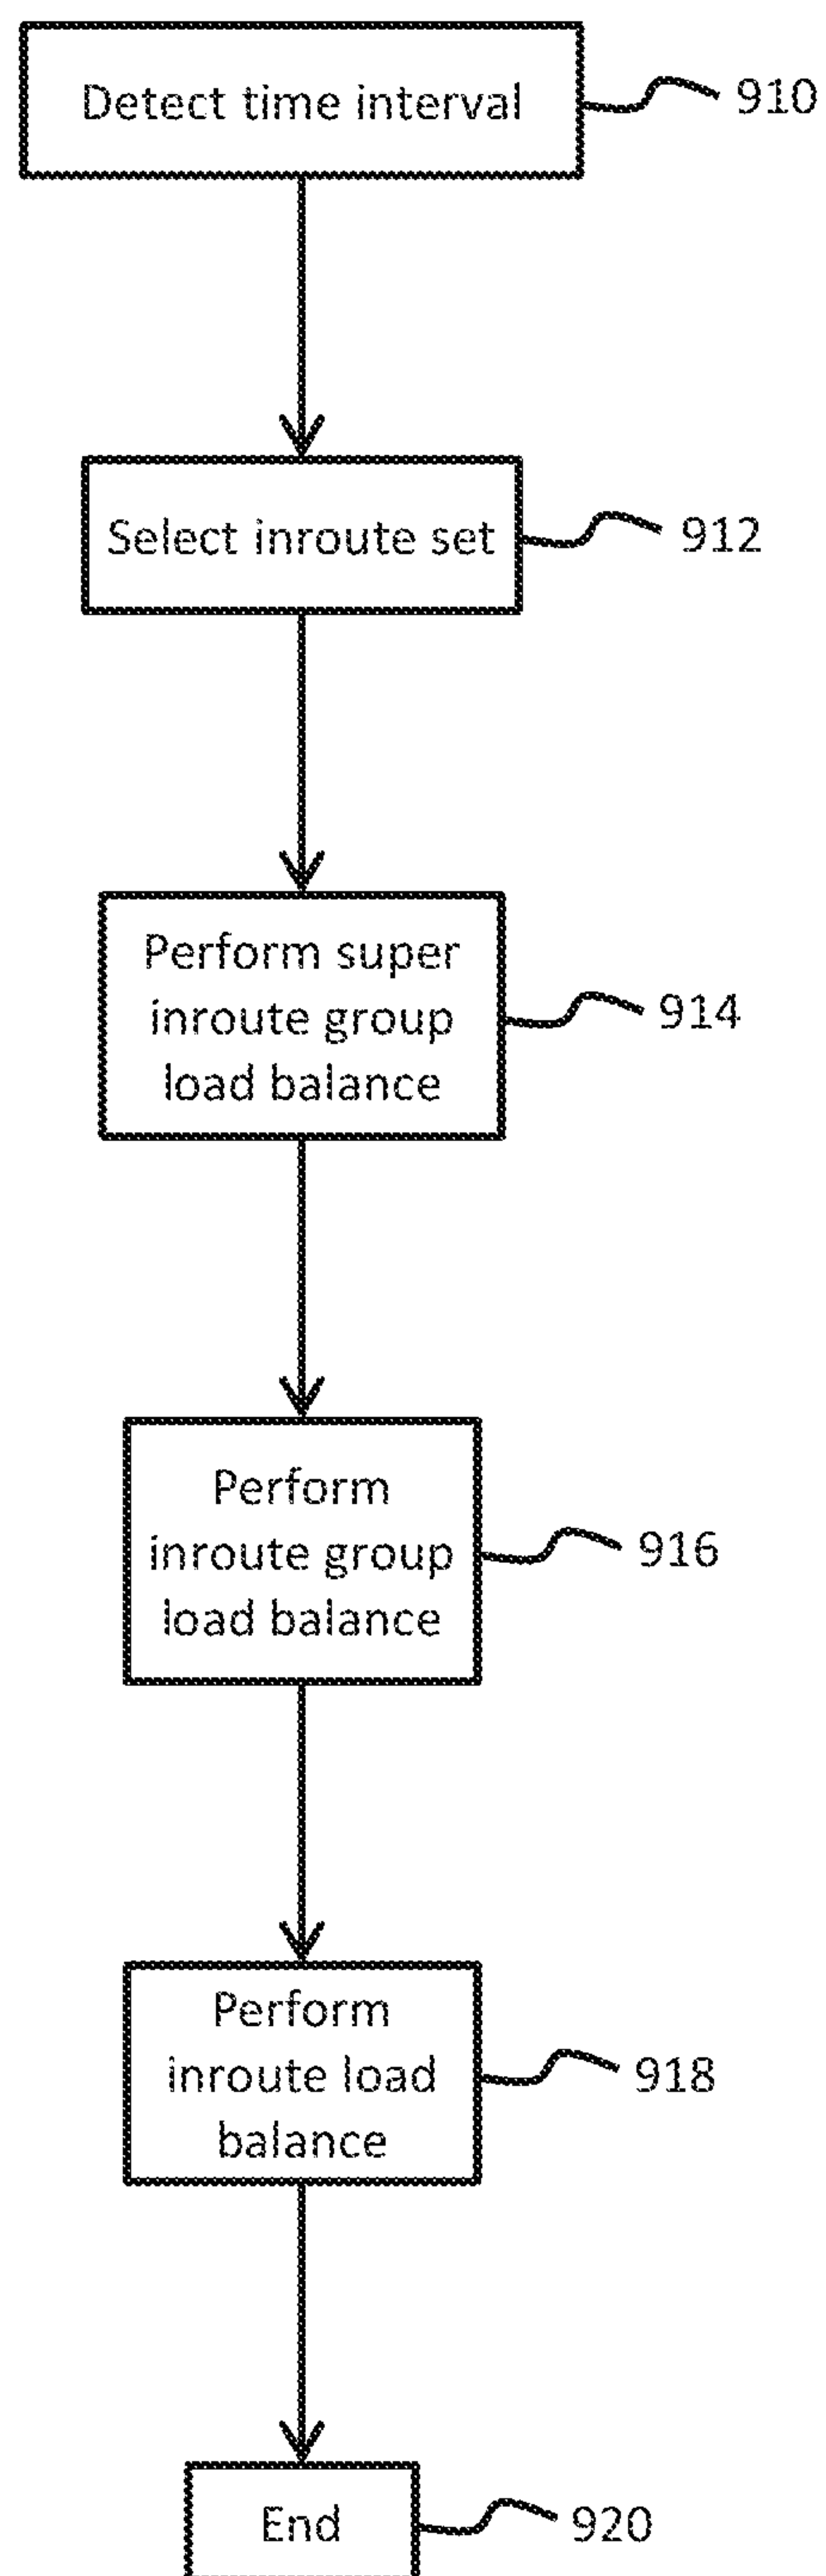 Detect time interval
910
Select inroute set
912
Perform super
inroute group
load balance
914
Perform
inroute group
load balance
916
Perform
inroute load
balance
918
End
920